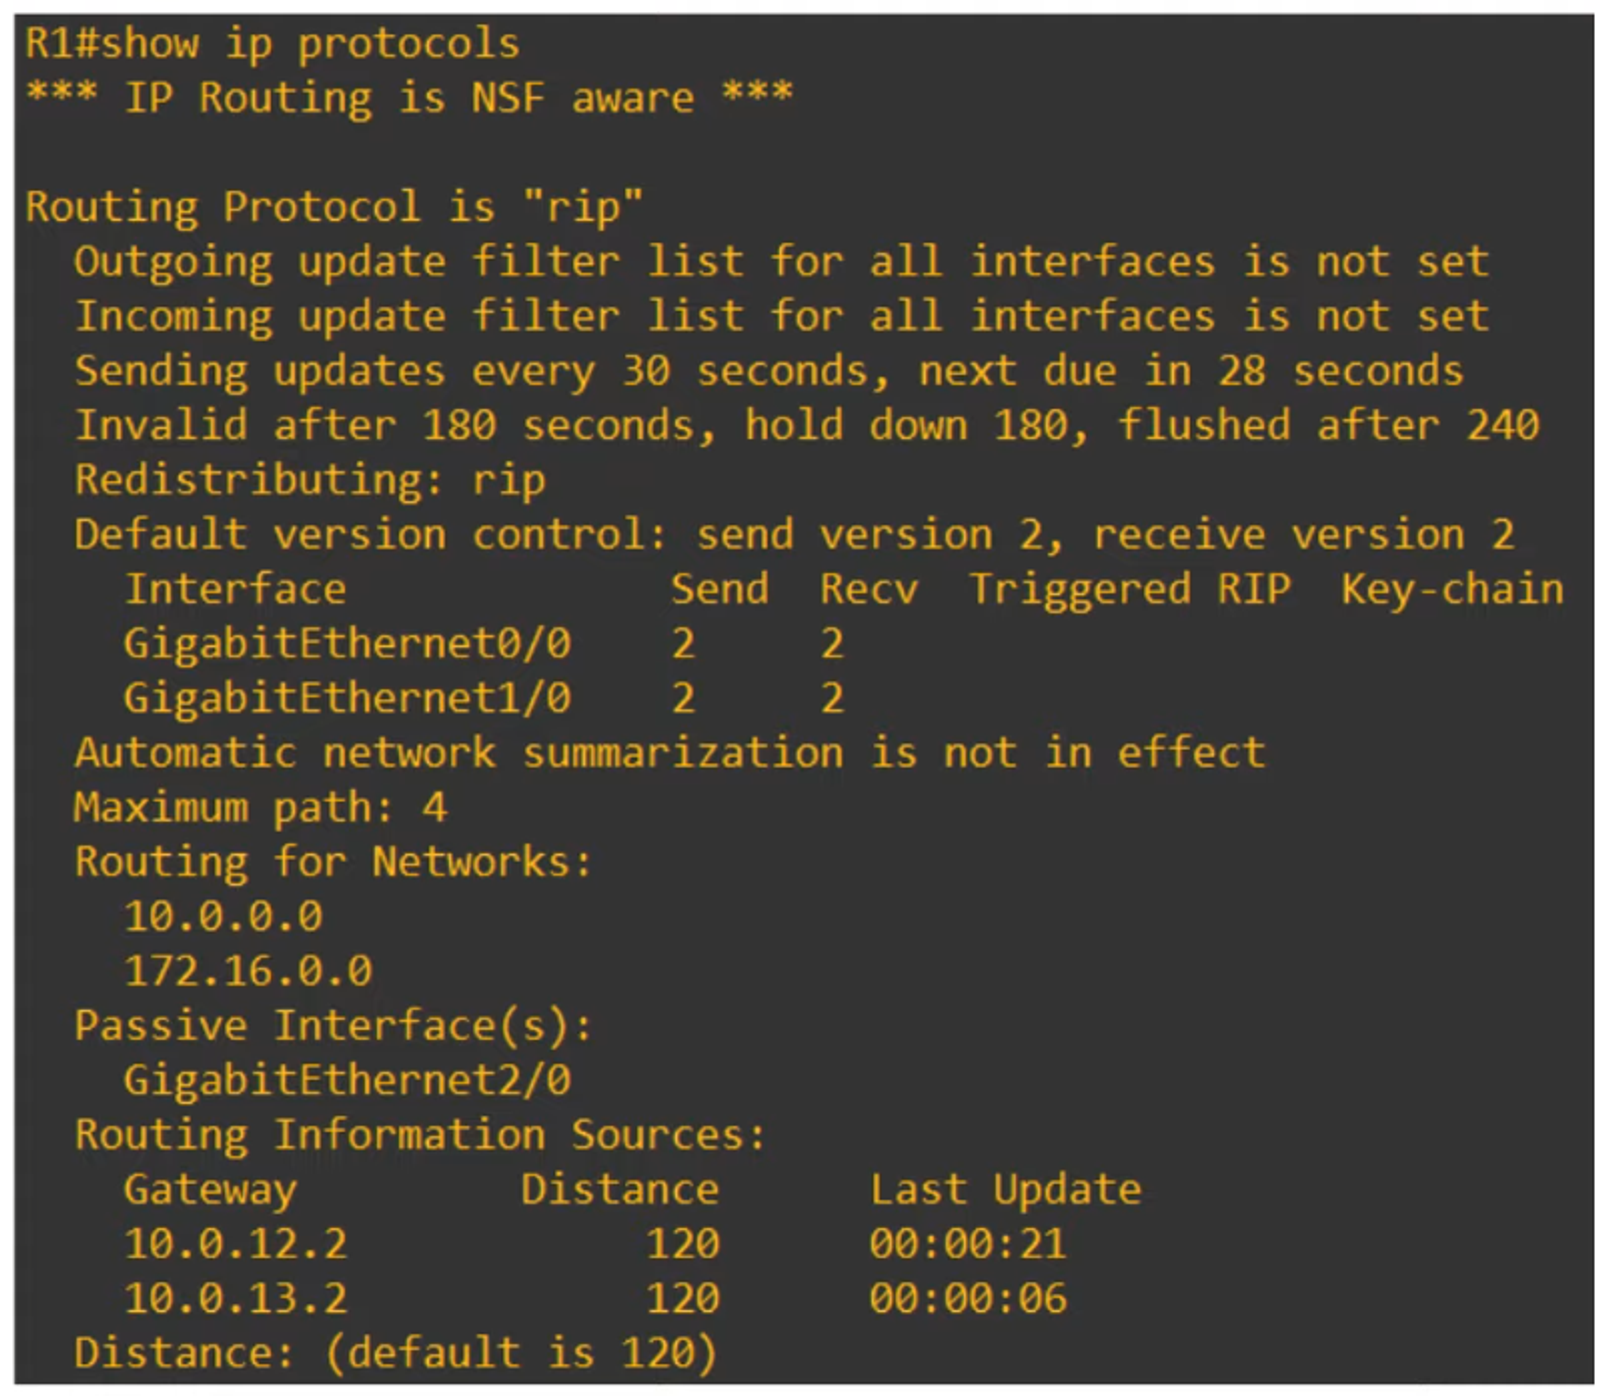 R1#show ip protocols
*** IP Routing is NSF aware ***
Routing Protocol is "rip"
Outgoing update filter list for all interfaces is not set
Incoming update filter list for all interfaces is not set
Sending updates every 30 seconds, next due in 28 seconds
Invalid after 180 seconds, hold down 180, flushed after 240
Redistributing: rip
Default version control: send version 2, receive version 2
Interface Send Recv Triggered RIP Key-chain
GigabitEthernet0/0 2 2
GigabitEthernet1/0 2 2
Automatic network summarization is not in effect
Maximum path: 4
Routing for Networks:
10.0.0.0
172.16.0.0
Passive Interface(s):
GigabitEthernet2/0
Routing Information Sources:
Gateway Distance Last Update
10.0.12.2 120 00:00:21
10.0.13.2 120 00:00:06
Distance: (default is 120)